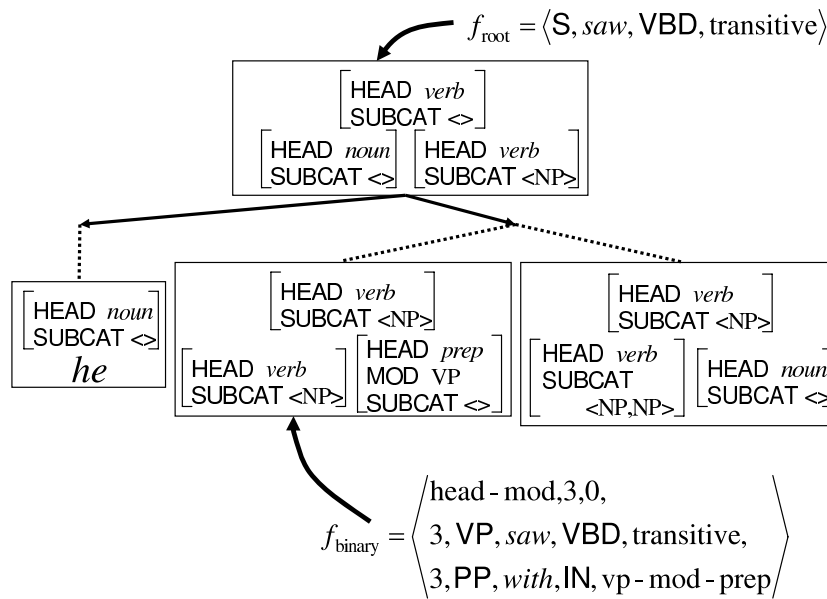 f_root = ⟨S, saw, VBD, transitive⟩
HEAD verb
SUBCAT <>
HEAD noun
SUBCAT <>
HEAD verb
SUBCAT <NP>
HEAD noun
SUBCAT <>
he
HEAD verb
SUBCAT <NP>
HEAD verb
SUBCAT <NP>
HEAD prep
MOD VP
SUBCAT <>
HEAD verb
SUBCAT <NP>
HEAD verb
SUBCAT
<NP,NP>
HEAD noun
SUBCAT <>
f_binary =
head-mod,3,0,
3, VP, saw, VBD, transitive,
3, PP, with, IN, vp-mod-prep